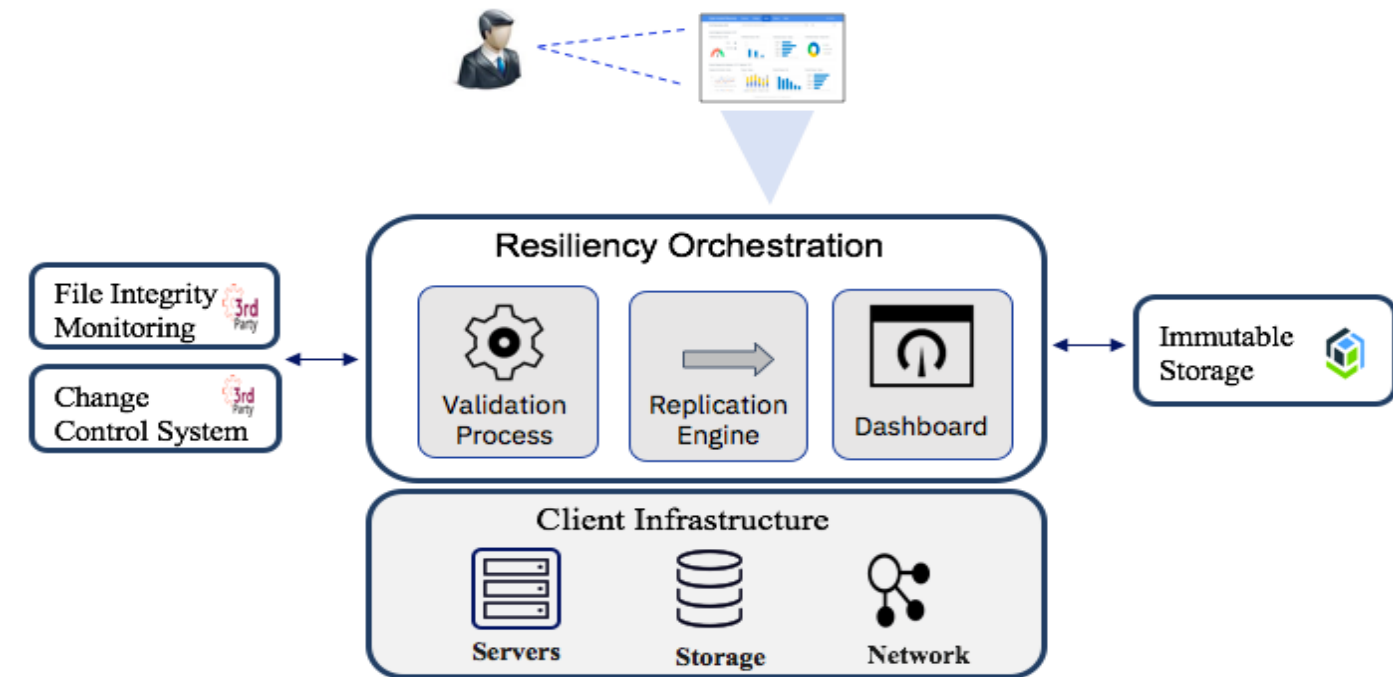 Resiliency Orchestration
File Integrity
Monitoring
3rd
Party
Change
Control System
3rd
Party
Validation
Process
Replication
Engine
Dashboard
Immutable
Storage
Client Infrastructure
Servers
Storage
Network